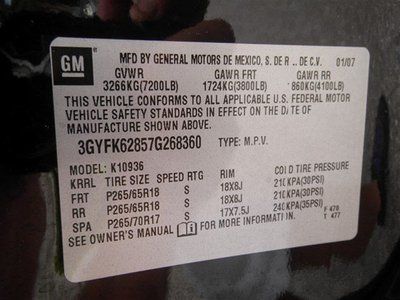 GM
MFD BY GENERAL MOTORS DE MEXICO, S. DE R. DE C.V. 01/07
GVWR GAWR FRT GAWR RR
3266KG(7200LB) 1724KG(3800LB) 860KG(4100LB)
THIS VEHICLE CONFORMS TO ALL APPLICABLE U.S. FEDERAL MOTOR
VEHICLE SAFETY STANDARDS IN EFFECT ON THE DATE OF
MANUFACTURE SHOWN ABOVE.
3GYFK62857G268360 TYPE: M.P.V.
MODEL: K10936
KRRL TIRE SIZE SPEED RTG RIM COLD TIRE PRESSURE
FRT P265/65R18 S 18X8J 210KPA(30PSI)
RR P265/65R18 S 18X8J 210KPA(30PSI)
SPA P265/70R17 S 17X7.5J 240KPA(35PSI)
SEE OWNER'S MANUAL FOR MORE INFORMATION. F 470
T 477